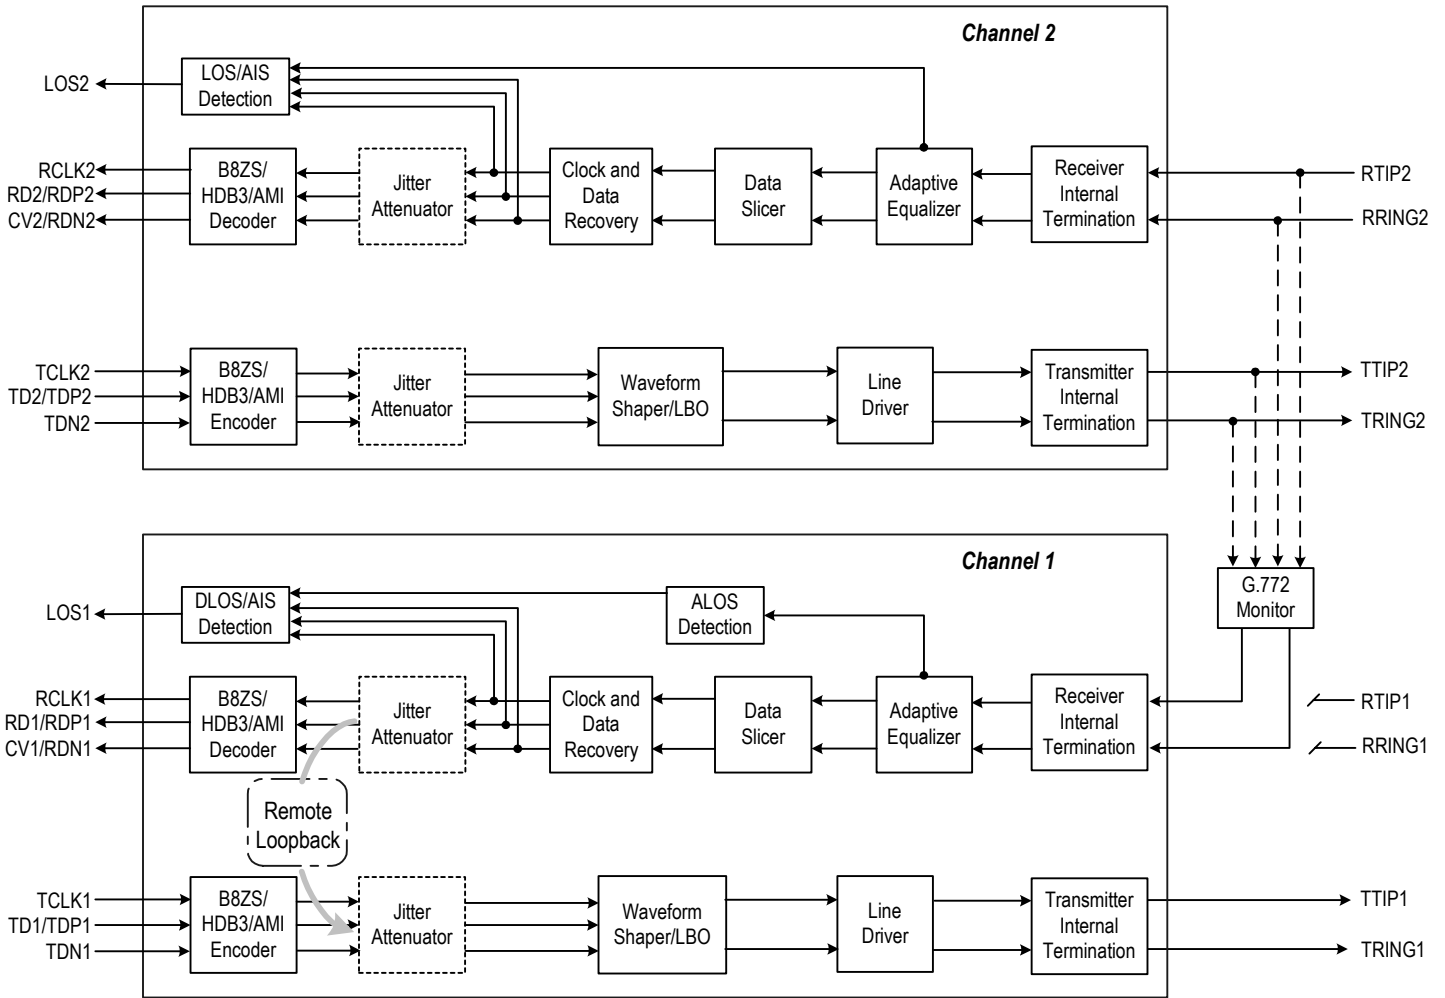 Channel 2
LOS2
LOS/AIS
Detection
RCLK2
RD2/RDP2
CV2/RDN2
B8ZS/
HDB3/AMI
Decoder
Jitter
Attenuator
Clock and
Data
Recovery
Data
Slicer
Adaptive
Equalizer
Receiver
Internal
Termination
RTIP2
RRING2
TCLK2
TD2/TDP2
TDN2
B8ZS/
HDB3/AMI
Encoder
Jitter
Attenuator
Waveform
Shaper/LBO
Line
Driver
Transmitter
Internal
Termination
TTIP2
TRING2
Channel 1
G.772
Monitor
LOS1
DLOS/AIS
Detection
ALOS
Detection
RCLK1
RD1/RDP1
CV1/RDN1
B8ZS/
HDB3/AMI
Decoder
Jitter
Attenuator
Clock and
Data
Recovery
Data
Slicer
Adaptive
Equalizer
Receiver
Internal
Termination
RTIP1
RRING1
Remote
Loopback
TCLK1
TD1/TDP1
TDN1
B8ZS/
HDB3/AMI
Encoder
Jitter
Attenuator
Waveform
Shaper/LBO
Line
Driver
Transmitter
Internal
Termination
TTIP1
TRING1